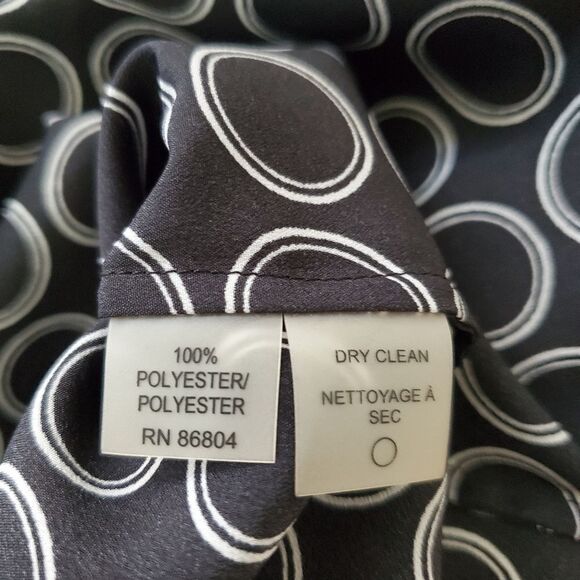 100%
POLYESTER/
POLYESTER
RN 86804
DRY CLEAN
NETTOYAGE À
SEC